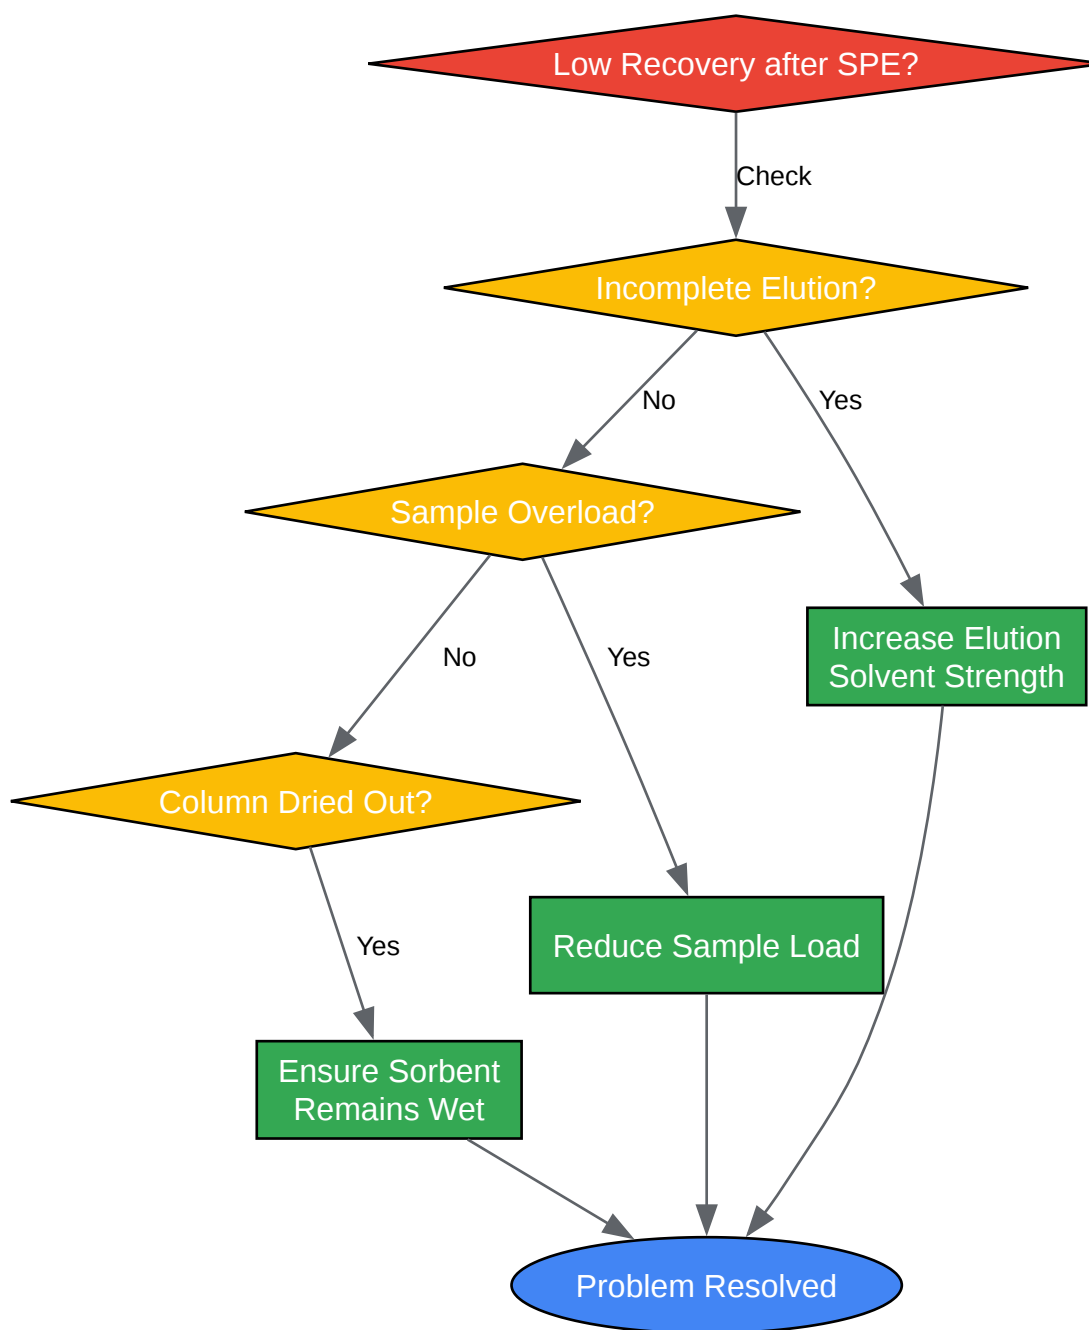 Low Recovery after SPE?
Check
Incomplete Elution?
No
Yes
Sample Overload?
Increase Elution
Solvent Strength
No
Yes
Column Dried Out?
Yes
Reduce Sample Load
Ensure Sorbent
Remains Wet
Problem Resolved